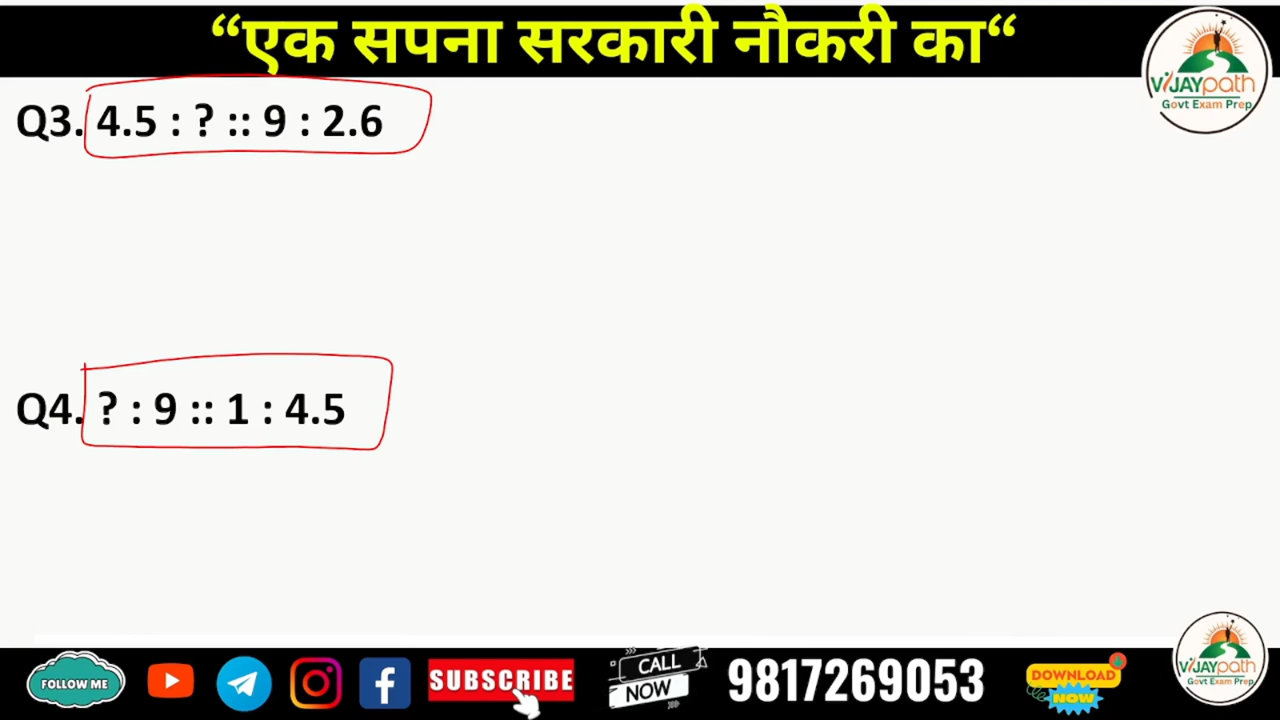 “एक सपना सरकारी नौकरी का“
ViJAYpath
Govt Exam Prep
Q3. 4.5 : ? :: 9 : 2.6
Q4. ? : 9 :: 1 : 4.5
ViJAYpath
Govt Exam Prep
FOLLOW ME
SUBSCRIBE
CALL
NOW
9817269053
DOWNLOAD
NOW